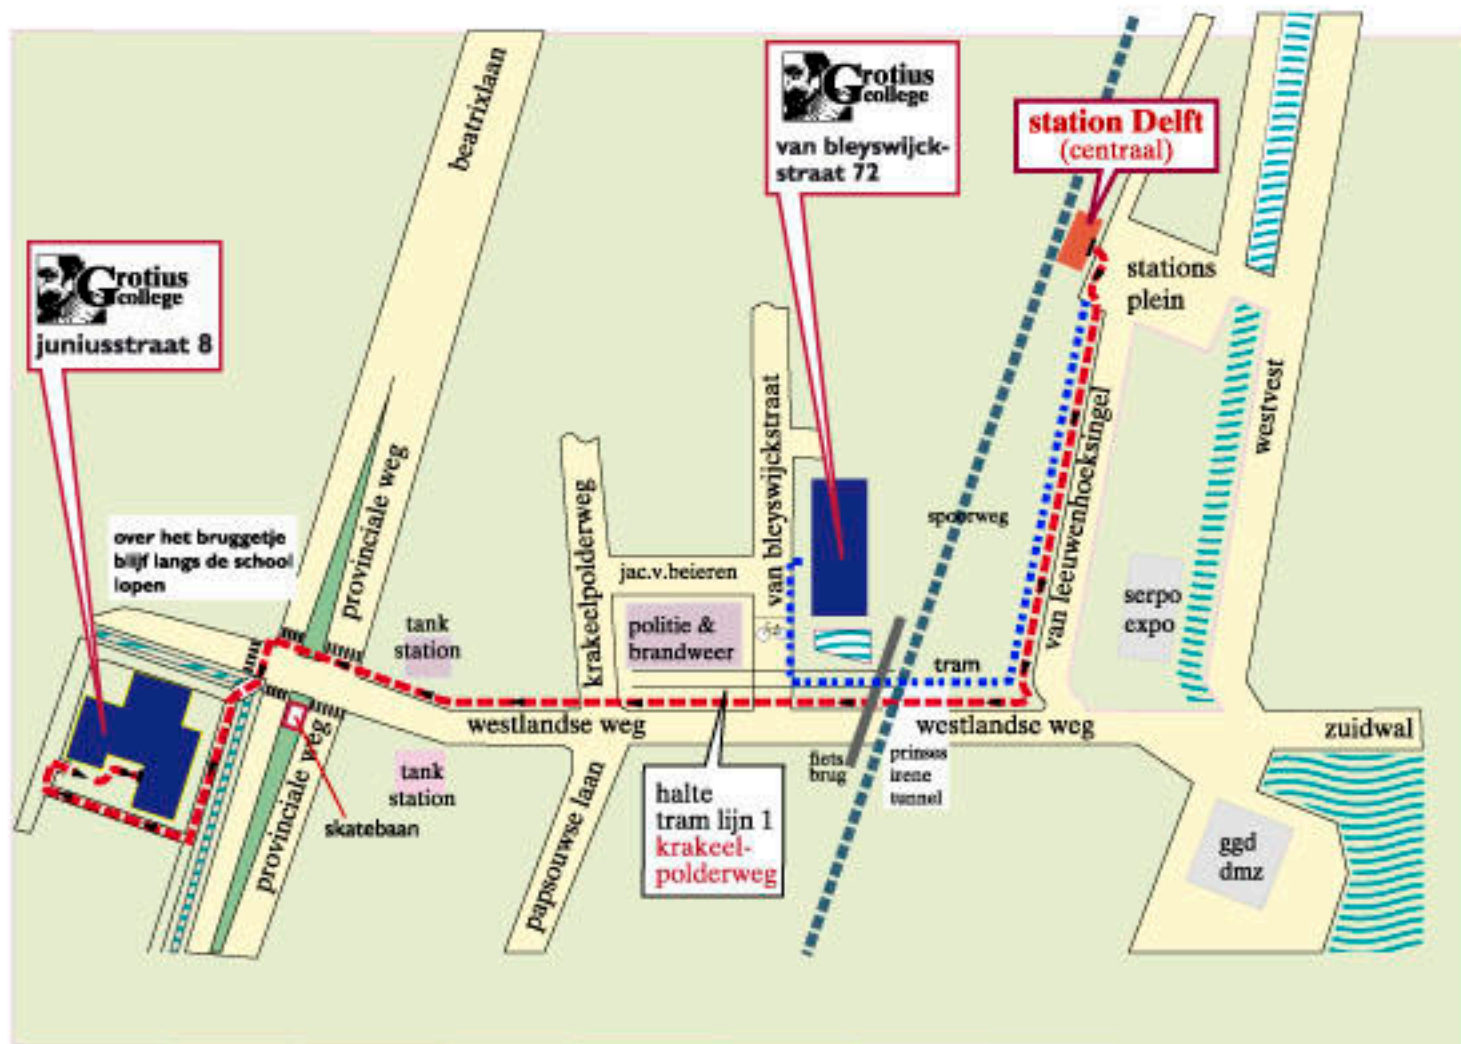 beatrixlaan
Grotius
college
van bleyswijck-
straat 72
station Delft
(centraal)
Grotius
college
juniusstraat 8
stations
plein
westvest
van leeuwenhoeksingel
van bleyswijckstraat
krakeelpolderweg
provinciale weg
spoorweg
over het bruggetje
blijf langs de school
lopen
jac.v.beieren
tank
station
politie &
brandweer
serpo
expo
tram
westlandse weg
westlandse weg
zuidwal
fiets
brug
prinses
irene
tunnel
tank
station
skatebaan
provinciale weg
papsouwse laan
halte
tram lijn 1
krakeel-
polderweg
ggd
dmz